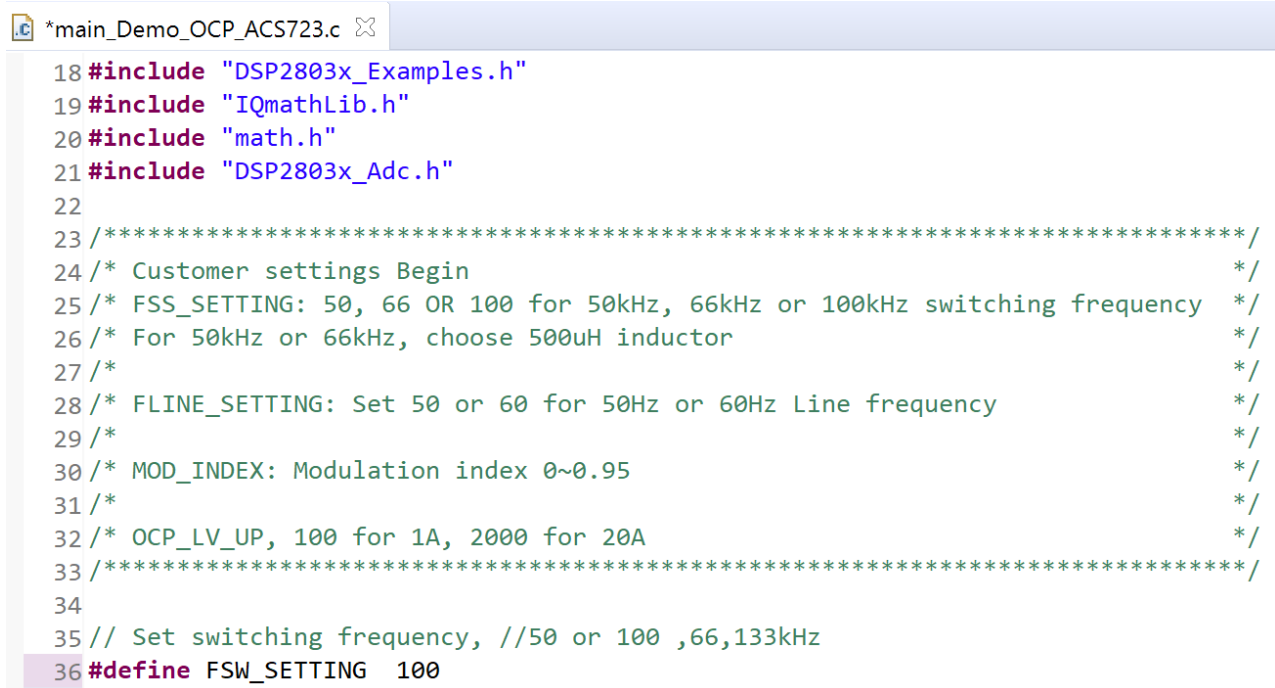 *main_Demo_OCP_ACS723.c
18 #include "DSP2803x_Examples.h"
19 #include "IQmathLib.h"
20 #include "math.h"
21 #include "DSP2803x_Adc.h"
22
23 /******************************************************************************/
24 /* Customer settings Begin */
25 /* FSS_SETTING: 50, 66 OR 100 for 50kHz, 66kHz or 100kHz switching frequency */
26 /* For 50kHz or 66kHz, choose 500uH inductor */
27 /* */
28 /* FLINE_SETTING: Set 50 or 60 for 50Hz or 60Hz Line frequency */
29 /* */
30 /* MOD_INDEX: Modulation index 0~0.95 */
31 /* */
32 /* OCP_LV_UP, 100 for 1A, 2000 for 20A */
33 /******************************************************************************/
34
35 // Set switching frequency, //50 or 100 ,66,133kHz
36 #define FSW_SETTING 100